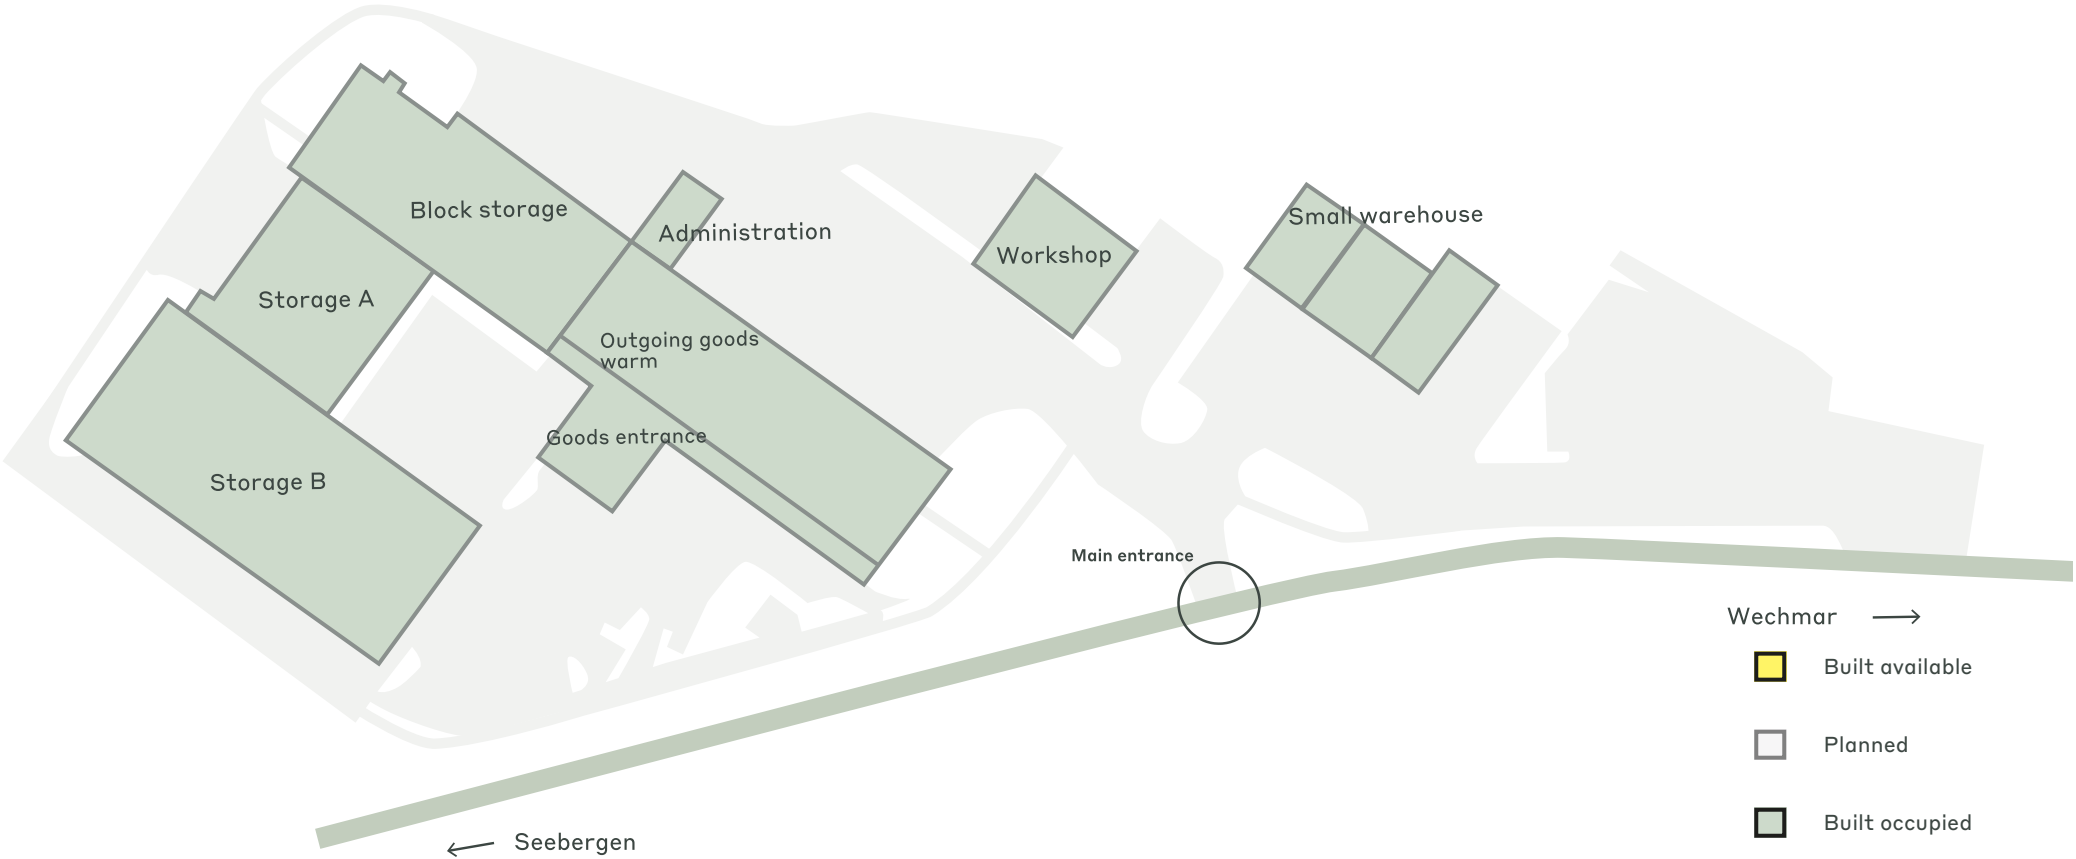 Block storage
Administration
Small warehouse
Workshop
Storage A
Outgoing goods
warm
Goods entrance
Storage B
Main entrance
Wechmar
Built available
Planned
Built occupied
Seebergen